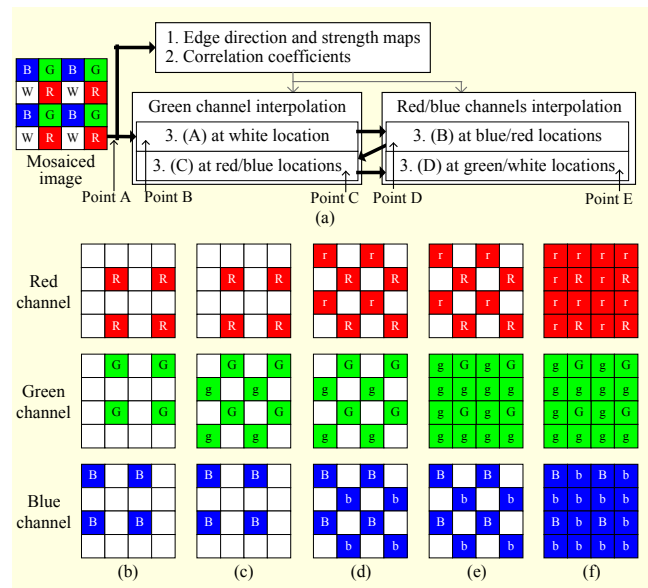 1. Edge direction and strength maps
2. Correlation coefficients
B G B G
W R W R
B G B G
W R W R
Mosaiced
image
Green channel interpolation
3. (A) at white location
3. (C) at red/blue locations
Red/blue channels interpolation
3. (B) at blue/red locations
3. (D) at green/white locations
Point A Point B Point C Point D Point E
(a)
Red
channel
r r r r r r r r
R R R R R R R R r R r R
r r r r r r r r
R R R R R R R R r R r R
Green
channel
G G G G G G g G g G g G g G
g g g g g g g g g g g g
G G G G G G g G g G g G g G
g g g g g g g g g g g g
Blue
channel
B B B B B B B B B b B b
b b b b b b b b
B B B B B B B B B b B b
b b b b b b b b
(b) (c) (d) (e) (f)